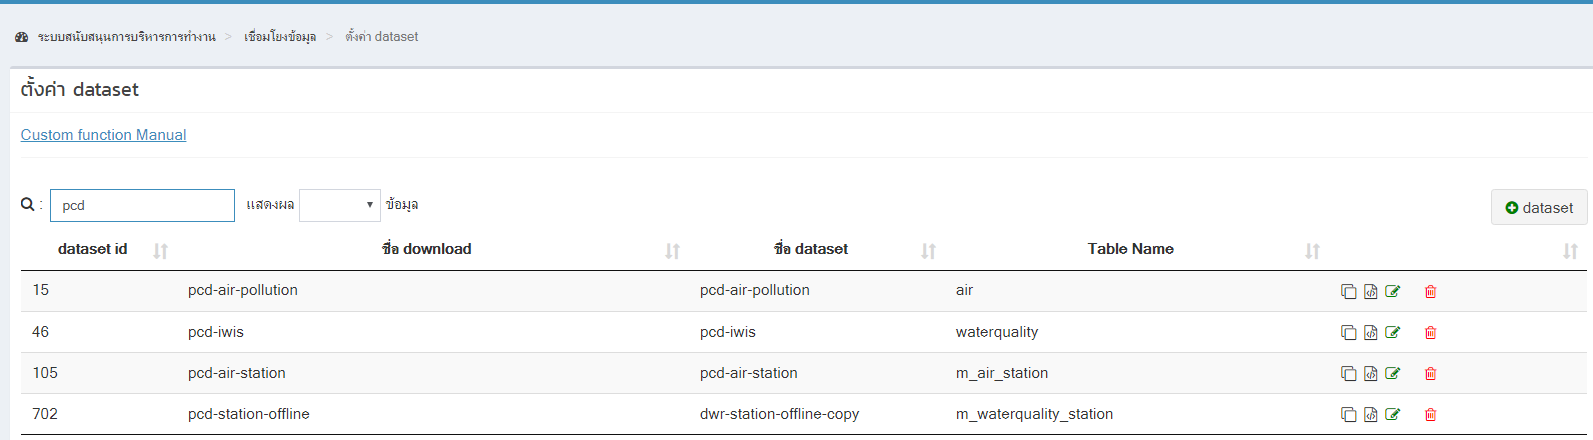 ระบบสนับสนุนการบริหารการทำงาน > เชื่อมโยงข้อมูล > ตั้งค่า dataset
ตั้งค่า dataset
Custom function Manual
: pcd แสดงผล ข้อมูล dataset
dataset id ชื่อ download ชื่อ dataset Table Name
15 pcd-air-pollution pcd-air-pollution air
46 pcd-iwis pcd-iwis waterquality
105 pcd-air-station pcd-air-station m_air_station
702 pcd-station-offline dwr-station-offline-copy m_waterquality_station